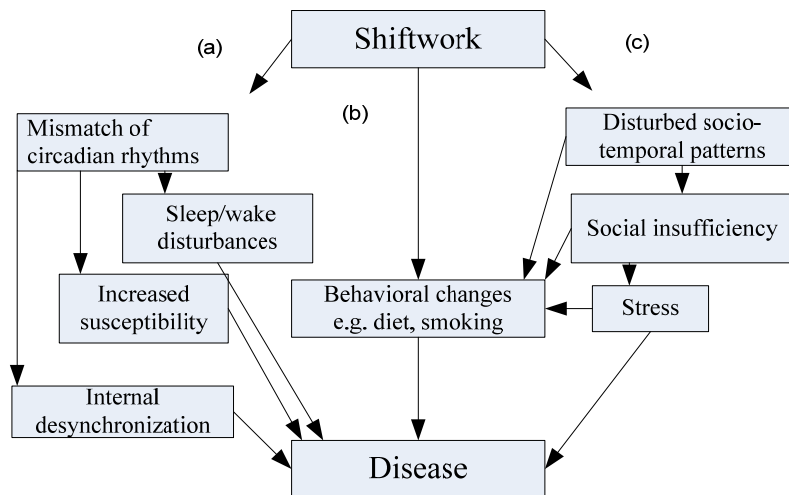 (a)
Shiftwork
(c)
(b)
Mismatch of
circadian rhythms
Disturbed socio-
temporal patterns
Sleep/wake
disturbances
Social insufficiency
Increased
susceptibility
Behavioral changes
e.g. diet, smoking
Stress
Internal
desynchronization
Disease